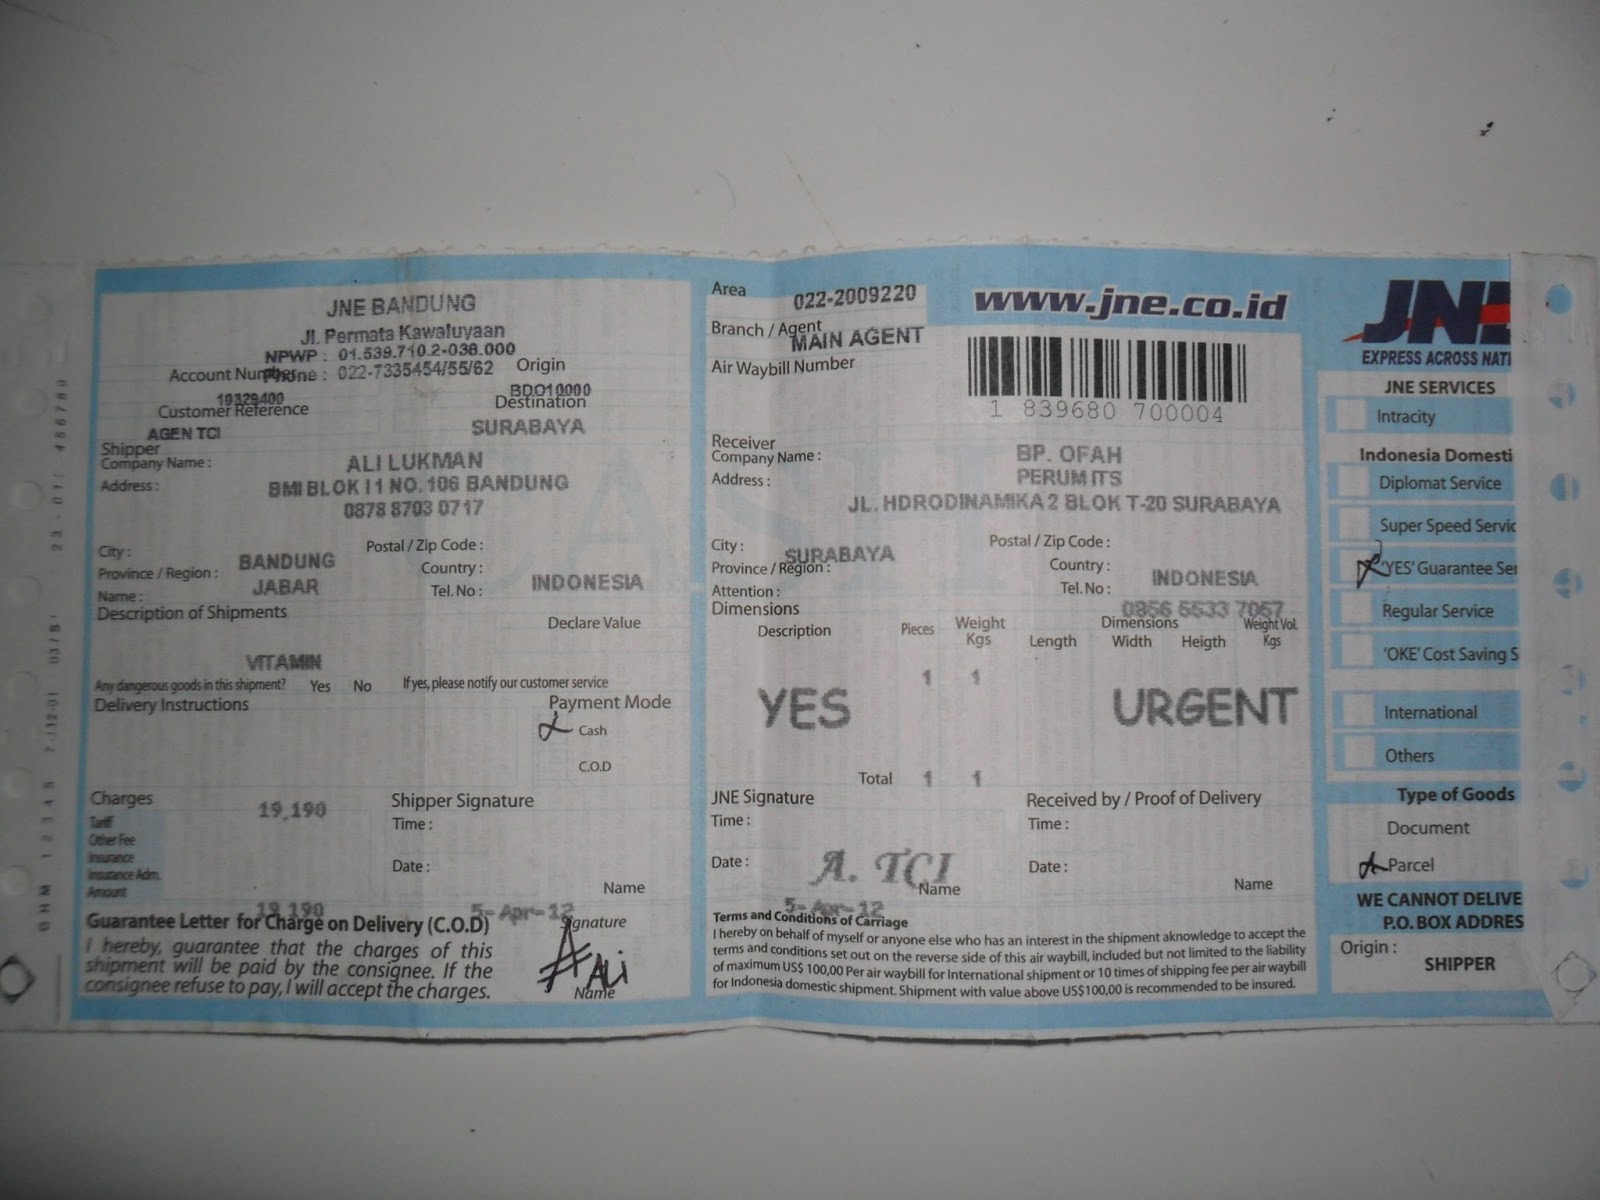 JNE BANDUNG
Jl. Permata Kawaluyaan
NPWP : 01.539.710.2-038.000
Account Number Phone : 022-7335454/55/62 Origin
10329400 BDO10000
Customer Reference Destination
AGEN TCI SURABAYA
Shipper
Company Name : ALI LUKMAN
Address : BMI BLOK I1 NO. 106 BANDUNG
0878 8703 0717
City : BANDUNG Postal / Zip Code :
Province / Region : JABAR Country : INDONESIA
Name : Tel. No :
Description of Shipments Declare Value
VITAMIN
Any dangerous goods in this shipment? Yes No If yes, please notify our customer service
Delivery Instructions Payment Mode
Cash
C.O.D
Charges 19,190
Tariff
Other Fee
Insurance
Insurance Adm.
Amount 19,190
Shipper Signature
Time :
Date :
Name
5-Apr-12
Guarantee Letter for Charge on Delivery (C.O.D)
I hereby, guarantee that the charges of this
shipment will be paid by the consignee. If the
consignee refuse to pay, I will accept the charges.
Signature
Ali
Name
Area 022-2009220
Branch / Agent MAIN AGENT
Air Waybill Number
www.jne.co.id
1 839680 700004
Receiver
Company Name : BP. OFAH
Address : PERUM ITS
JL. HDRODINAMIKA 2 BLOK T-20 SURABAYA
City : SURABAYA Postal / Zip Code :
Province / Region : Country : INDONESIA
Attention : Tel. No : 0856 5533 7057
Dimensions
Description Pieces Weight Kgs Dimensions Length Width Heigth Weight Vol. Kgs
1 1
YES URGENT
Total 1 1
JNE Signature
Time :
Date : A. TCI
Name
5-Apr-12
Received by / Proof of Delivery
Time :
Date :
Name
Terms and Conditions of Carriage
I hereby on behalf of myself or anyone else who has an interest in the shipment aknowledge to accept the
terms and conditions set out on the reverse side of this air waybill, included but not limited to the liability
of maximum US$ 100,00 Per air waybill for International shipment or 10 times of shipping fee per air waybill
for Indonesia domestic shipment. Shipment with value above US$100,00 is recommended to be insured.
JNE
EXPRESS ACROSS NATI
JNE SERVICES
Intracity
Indonesia Domesti
Diplomat Service
Super Speed Servic
'YES' Guarantee Ser
Regular Service
'OKE' Cost Saving S
International
Others
Type of Goods
Document
Parcel
WE CANNOT DELIVE
P.O. BOX ADDRES
Origin :
SHIPPER